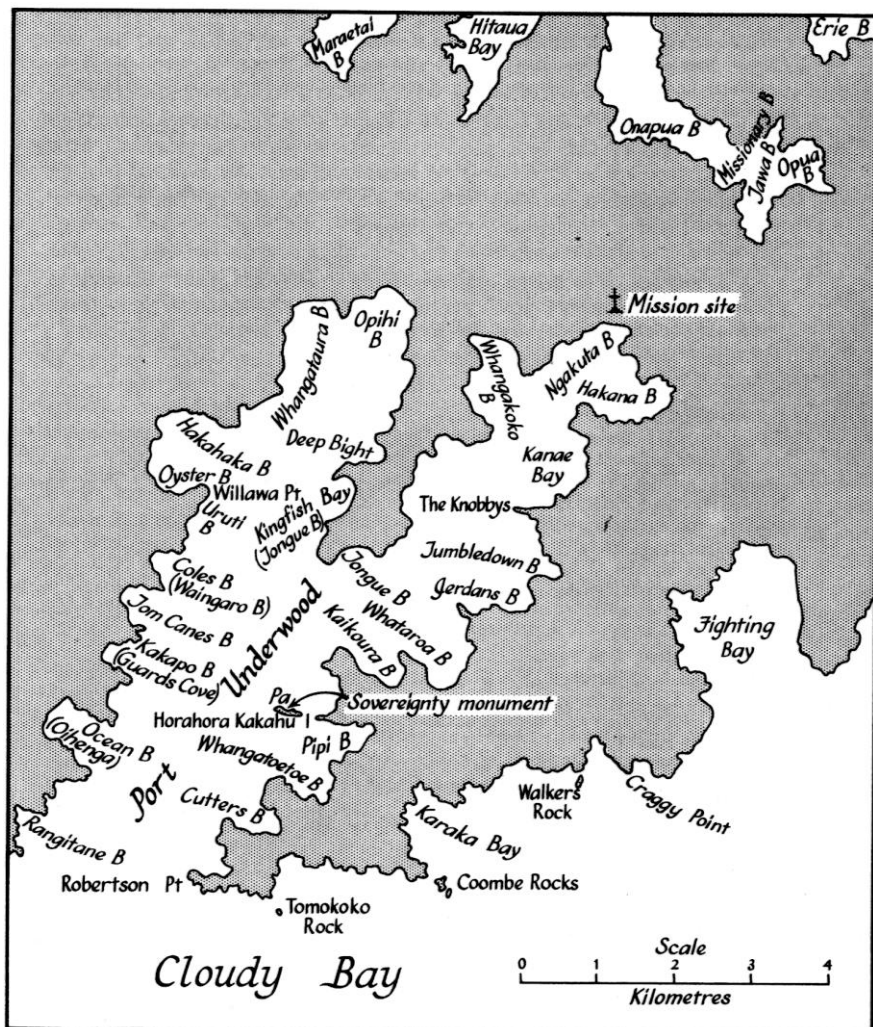 Maraetai
B
Hitaua
Bay
Erie B
Onapua B
Missionary B
Jawa B
Opua
B
Mission site
Opihi
B
Whangataura B
Whangakoko
B
Ngakuta B
Hakana B
Hakahaka B
Deep Bight
Kanae
Bay
Oyster B
Willawa Pt
Kingfish Bay
(Tongue B)
The Knobbys
Uruti
B
Jumbledown B
Coles B
(Waingaro B)
Tongue B
Jerdans B
Whataroa B
Tom Canes B
Kaikoura B
Fighting
Bay
Kakapo B
(Guards Cove)
Port Underwood
Pa
Sovereignty monument
Horahora Kakahu I
Ocean B
(Oihenga)
Whangatoetoe B
Pipi B
Cutters B
Walkers
Rock
Craggy Point
Rangitane B
Karaka Bay
Robertson Pt
Coombe Rocks
Tomokoko
Rock
Cloudy Bay
Scale
0 1 2 3 4
Kilometres